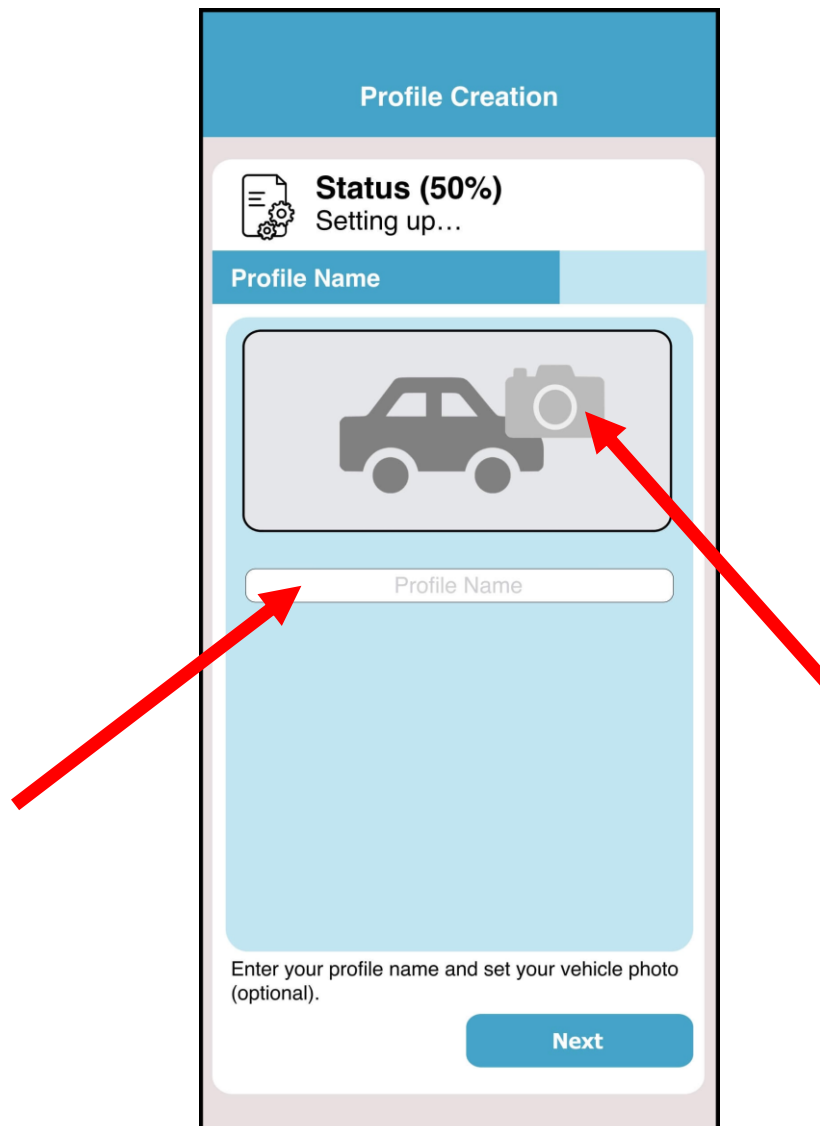 Profile Creation
Status (50%)
Setting up…
Profile Name
Profile Name
Enter your profile name and set your vehicle photo
(optional).
Next